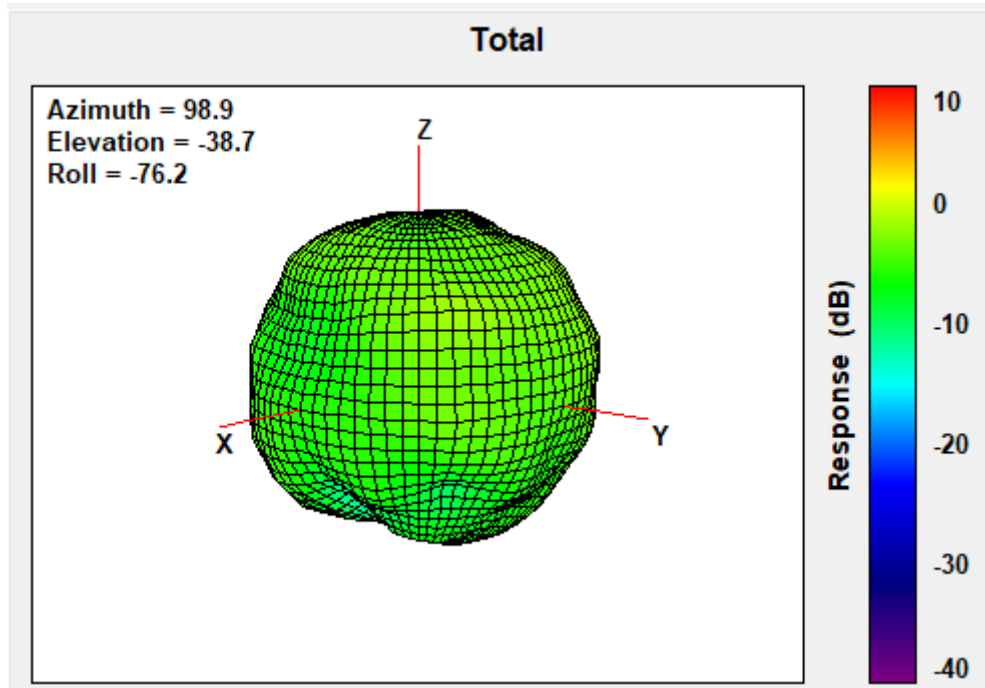 Total
Azimuth = 98.9
Elevation = -38.7
Roll = -76.2
Z
X
Y
10
0
-10
-20
-30
-40
Response (dB)